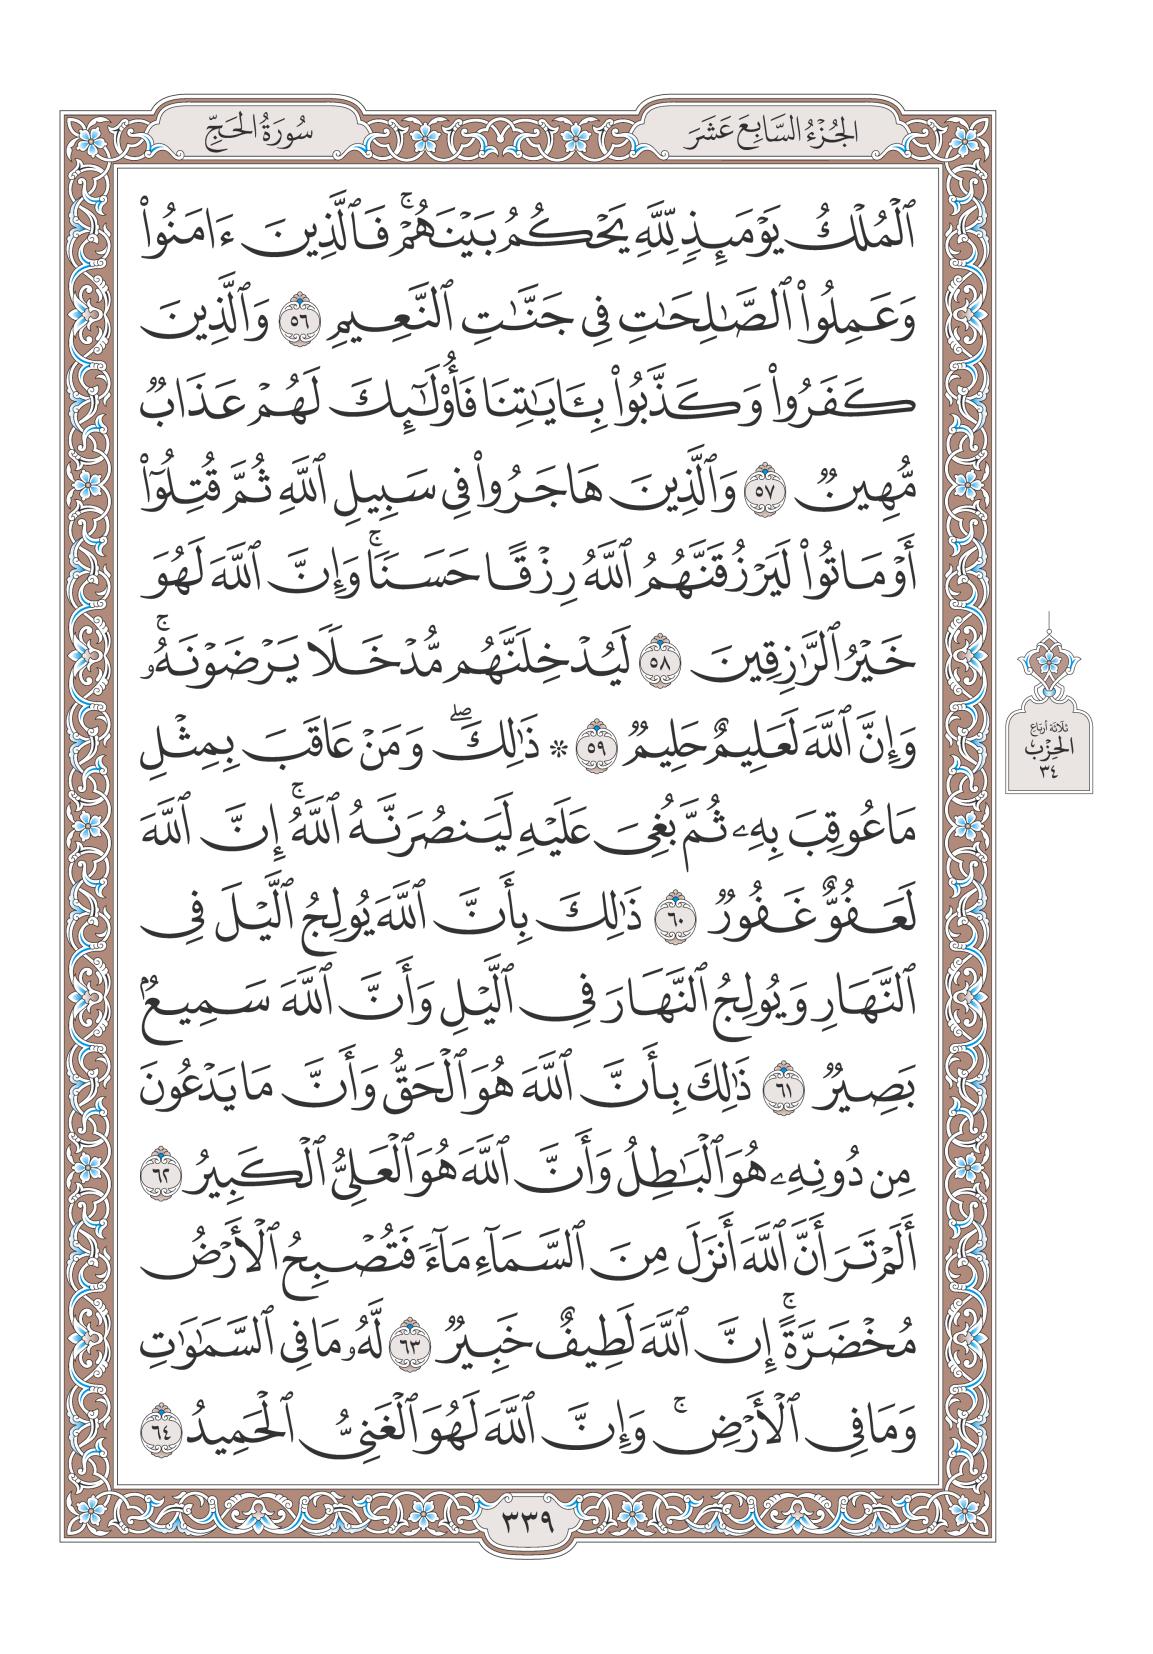 الجُزْءُ السَّابِعَ عَشَرَ
سُورَةُ الحَجِّ
ٱلْمُلْكُ يَوْمَئِذٍ لِّلَّهِ يَحْكُمُ بَيْنَهُمْۚ فَٱلَّذِينَ ءَامَنُوا۟
وَعَمِلُوا۟ ٱلصَّـٰلِحَـٰتِ فِى جَنَّـٰتِ ٱلنَّعِيمِ ٥٦ وَٱلَّذِينَ
كَفَرُوا۟ وَكَذَّبُوا۟ بِـَٔايَـٰتِنَا فَأُو۟لَـٰٓئِكَ لَهُمْ عَذَابٌ
مُّهِينٌ ٥٧ وَٱلَّذِينَ هَاجَرُوا۟ فِى سَبِيلِ ٱللَّهِ ثُمَّ قُتِلُوٓا۟
أَوْ مَاتُوا۟ لَيَرْزُقَنَّهُمُ ٱللَّهُ رِزْقًا حَسَنًاۚ وَإِنَّ ٱللَّهَ لَهُوَ
خَيْرُ ٱلرَّٰزِقِينَ ٥٨ لَيُدْخِلَنَّهُم مُّدْخَلًا يَرْضَوْنَهُۥۚ
وَإِنَّ ٱللَّهَ لَعَلِيمٌ حَلِيمٌ ٥٩ * ذَٰلِكَۖ وَمَنْ عَاقَبَ بِمِثْلِ
مَا عُوقِبَ بِهِۦ ثُمَّ بُغِىَ عَلَيْهِ لَيَنصُرَنَّهُ ٱللَّهُۚ إِنَّ ٱللَّهَ
لَعَفُوٌّ غَفُورٌ ٦٠ ذَٰلِكَ بِأَنَّ ٱللَّهَ يُولِجُ ٱلَّيْلَ فِى
ٱلنَّهَارِ وَيُولِجُ ٱلنَّهَارَ فِى ٱلَّيْلِ وَأَنَّ ٱللَّهَ سَمِيعٌۢ
بَصِيرٌ ٦١ ذَٰلِكَ بِأَنَّ ٱللَّهَ هُوَ ٱلْحَقُّ وَأَنَّ مَا يَدْعُونَ
مِن دُونِهِۦ هُوَ ٱلْبَـٰطِلُ وَأَنَّ ٱللَّهَ هُوَ ٱلْعَلِىُّ ٱلْكَبِيرُ ٦٢
أَلَمْ تَرَ أَنَّ ٱللَّهَ أَنزَلَ مِنَ ٱلسَّمَآءِ مَآءً فَتُصْبِحُ ٱلْأَرْضُ
مُخْضَرَّةًۚ إِنَّ ٱللَّهَ لَطِيفٌ خَبِيرٌ ٦٣ لَّهُۥ مَا فِى ٱلسَّمَـٰوَٰتِ
وَمَا فِى ٱلْأَرْضِۚ وَإِنَّ ٱللَّهَ لَهُوَ ٱلْغَنِىُّ ٱلْحَمِيدُ ٦٤
ثلاثة أرباع
الحِزْبِ
٣٤
٣٣٩